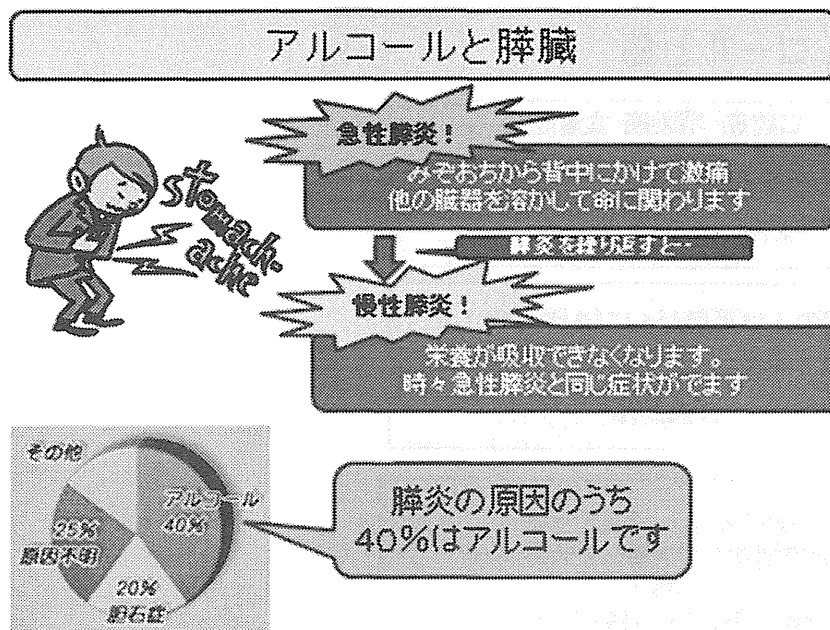 アルコールと膵臓
急性膵炎！
みぞおちから背中にかけて激痛
他の臓器を溶かして命に関わります
stomach-
ache
膵炎を繰り返すと…
慢性膵炎！
栄養が吸収できなくなります。
時々急性膵炎と同じ症状がでます
その他
アルコール
40%
25%
原因不明
20%
胆石症
膵炎の原因のうち
40%はアルコールです